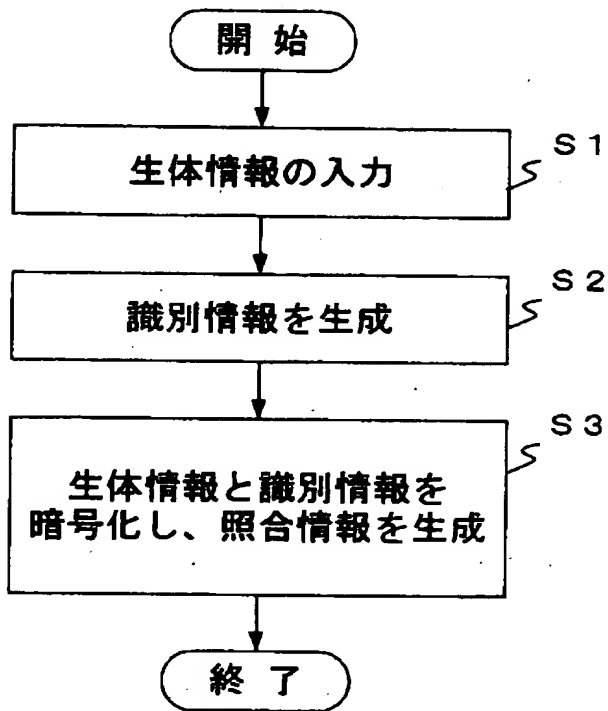 開 始
生体情報の入力
S1
識別情報を生成
S2
生体情報と識別情報を
暗号化し、照合情報を生成
S3
終 了